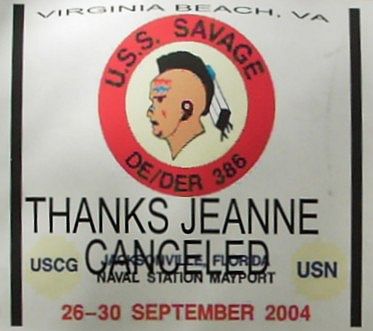 VIRGINIA BEACH, VA
U.S.S. SAVAGE
DE/DER 386
THANKS JEANNE
CANCELED
JACKSONVILLE, FLORIDA
USCG
NAVAL STATION MAYPORT
USN
26-30 SEPTEMBER 2004